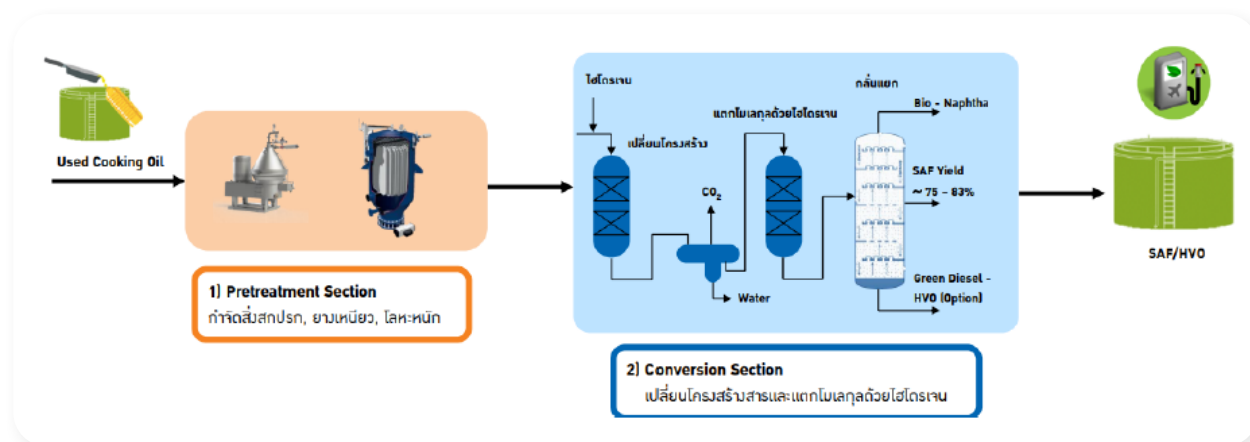 Used Cooking Oil
1) Pretreatment Section
กำจัดสิ่งสกปรก, ยางเหนียว, โลหะหนัก
ไฮโดรเจน
เปลี่ยนโครงสร้าง
CO₂
Water
แตกโมเลกุลด้วยไฮโดรเจน
กลั่นแยก
Bio - Naphtha
SAF Yield
~ 75 - 83%
Green Diesel -
HVO (Option)
2) Conversion Section
เปลี่ยนโครงสร้างสารและแตกโมเลกุลด้วยไฮโดรเจน
SAF/HVO